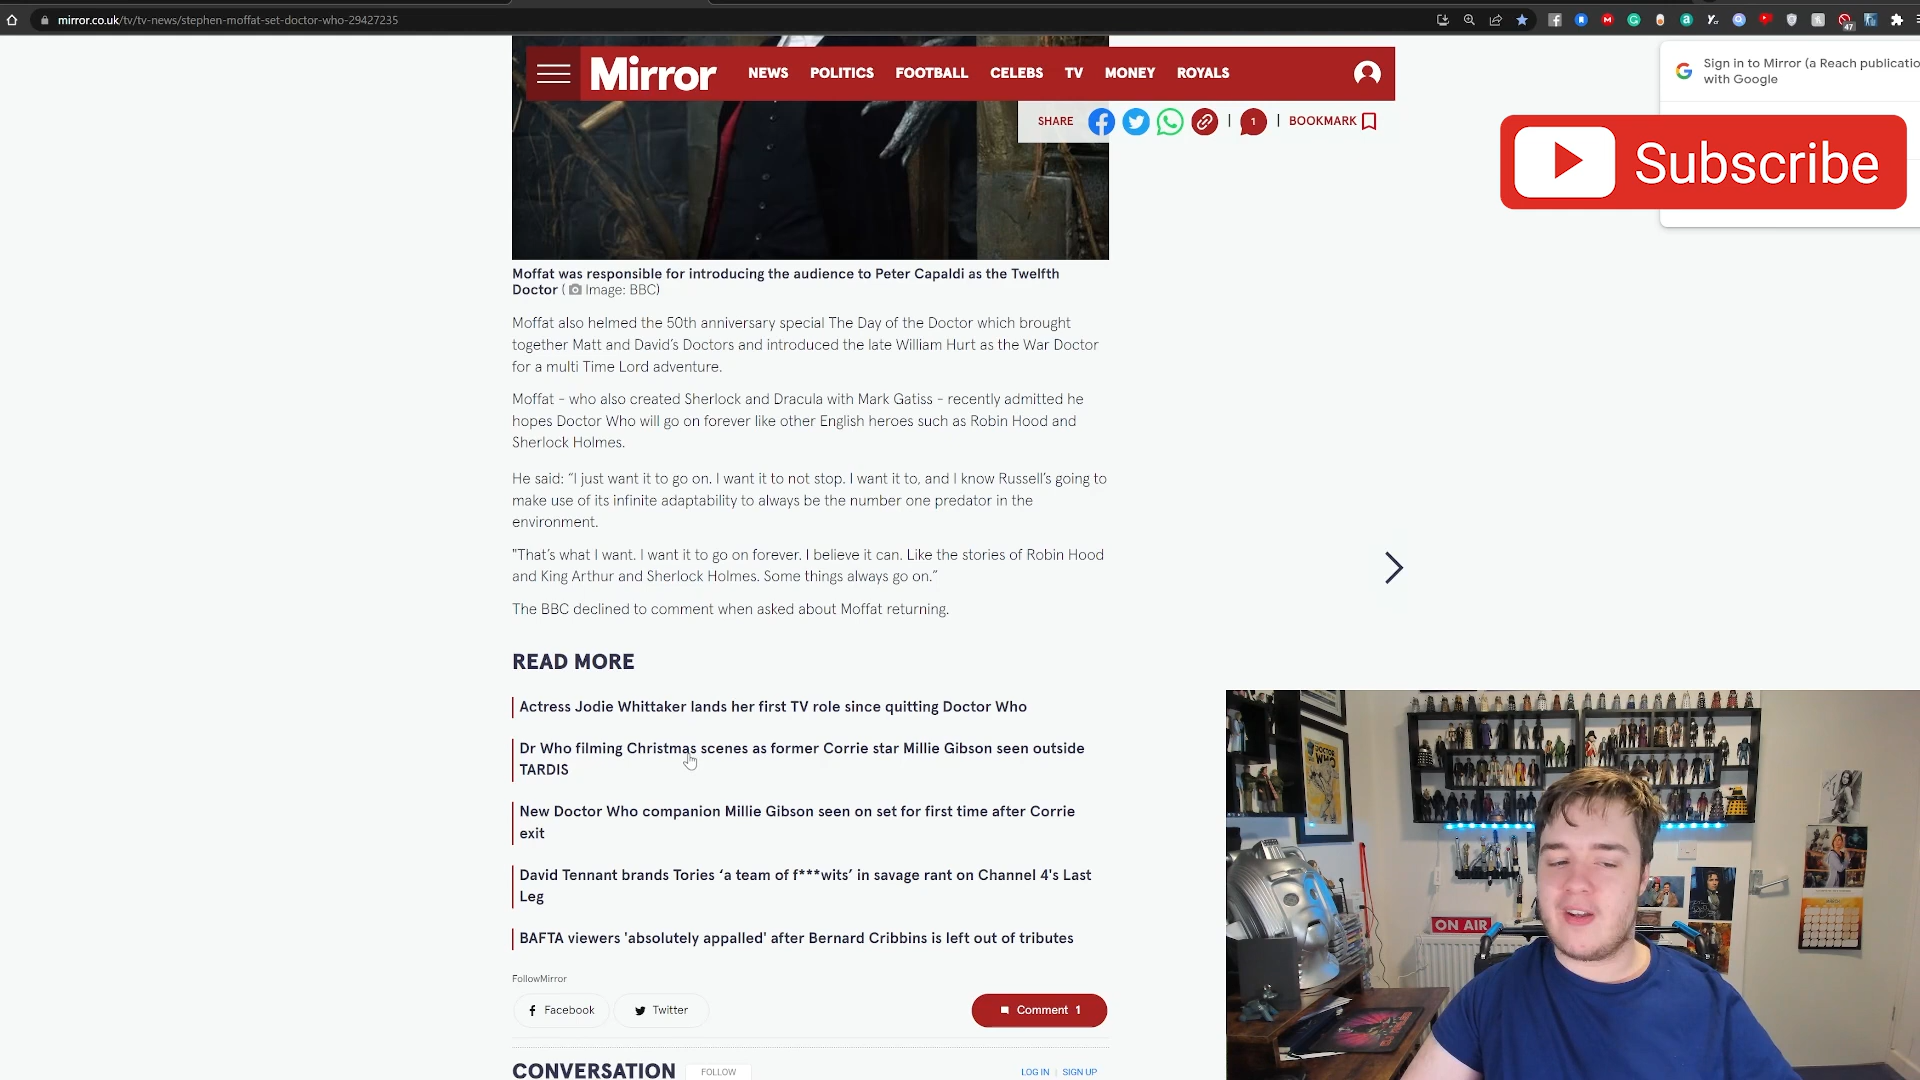 mirror.co.uk/tv/tv-news/stephen-moffat-set-doctor-who-29427235
47
Mirror NEWS POLITICS FOOTBALL CELEBS TV MONEY ROYALS
Sign in to Mirror (a Reach publicatio
with Google
SHARE 1 BOOKMARK
Subscribe
Moffat was responsible for introducing the audience to Peter Capaldi as the Twelfth
Doctor ( Image: BBC)
Moffat also helmed the 50th anniversary special The Day of the Doctor which brought
together Matt and David's Doctors and introduced the late William Hurt as the War Doctor
for a multi Time Lord adventure.
Moffat - who also created Sherlock and Dracula with Mark Gatiss - recently admitted he
hopes Doctor Who will go on forever like other English heroes such as Robin Hood and
Sherlock Holmes.
He said: “I just want it to go on. I want it to not stop. I want it to, and I know Russell's going to
make use of its infinite adaptability to always be the number one predator in the
environment.
"That's what I want. I want it to go on forever. I believe it can. Like the stories of Robin Hood
and King Arthur and Sherlock Holmes. Some things always go on.”
The BBC declined to comment when asked about Moffat returning.
READ MORE
Actress Jodie Whittaker lands her first TV role since quitting Doctor Who
Dr Who filming Christmas scenes as former Corrie star Millie Gibson seen outside
TARDIS
New Doctor Who companion Millie Gibson seen on set for first time after Corrie
exit
David Tennant brands Tories ‘a team of f***wits’ in savage rant on Channel 4's Last
Leg
BAFTA viewers 'absolutely appalled' after Bernard Cribbins is left out of tributes
FollowMirror
Facebook Twitter Comment 1
CONVERSATION FOLLOW LOG IN | SIGN UP
DOCTOR WHO
ON AIR